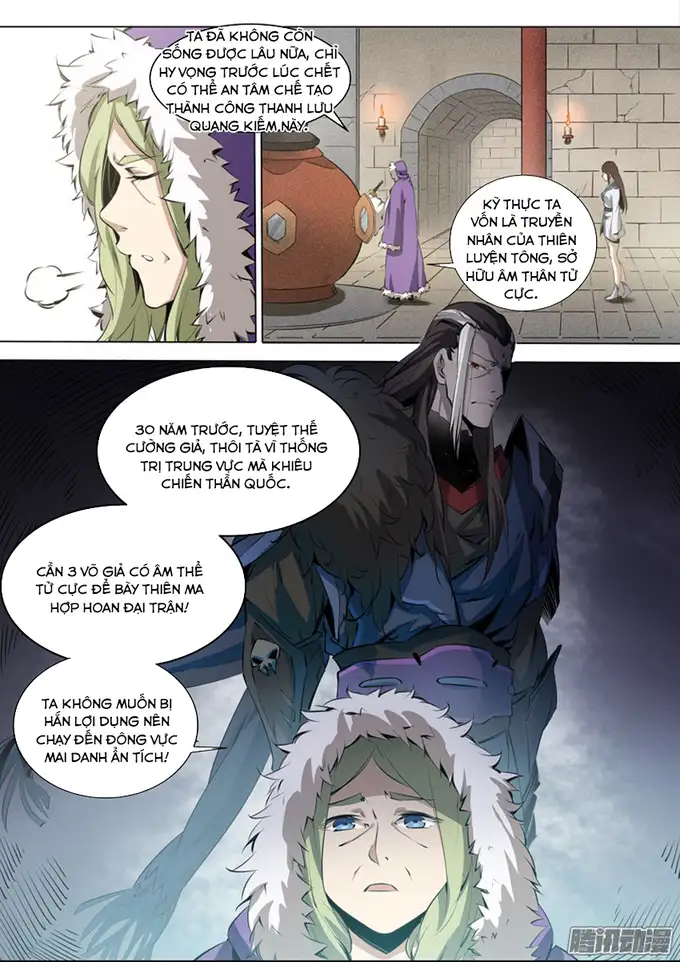 TA ĐÃ KHÔNG CÒN
SỐNG ĐƯỢC LÂU NỮA, CHỈ
HY VỌNG TRƯỚC LÚC CHẾT
CÓ THỂ AN TÂM CHẾ TẠO
THÀNH CÔNG THANH LƯU
QUANG KIẾM NÀY.
KỲ THỰC TA
VỐN LÀ TRUYỀN
NHÂN CỦA THIÊN
LUYỆN TÔNG, SỞ
HỮU ÂM THÂN TỬ
CỰC.
30 NĂM TRƯỚC, TUYỆT THẾ
CƯỜNG GIẢ, THÔI TÀ VÌ THỐNG
TRỊ TRUNG VỰC MÀ KHIÊU
CHIẾN THẦN QUỐC.
CẦN 3 VÕ GIẢ CÓ ÂM THỂ
TỬ CỰC ĐỂ BÀY THIÊN MA
HỢP HOAN ĐẠI TRẬN!
TA KHÔNG MUỐN BỊ
HẮN LỢI DỤNG NÊN
CHẠY ĐẾN ĐÔNG VỰC
MAI DANH ẨN TÍCH!
腾讯动漫